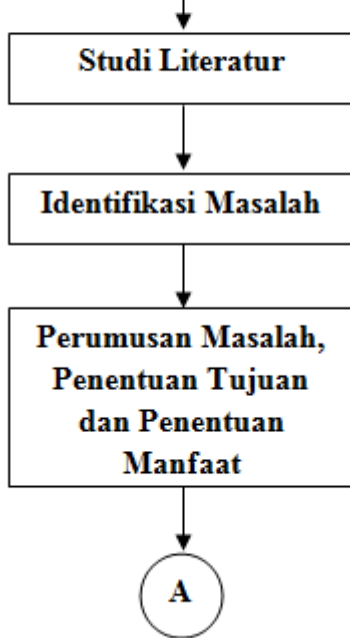 Studi Literatur
Identifikasi Masalah
Perumusan Masalah,
Penentuan Tujuan
dan Penentuan
Manfaat
A